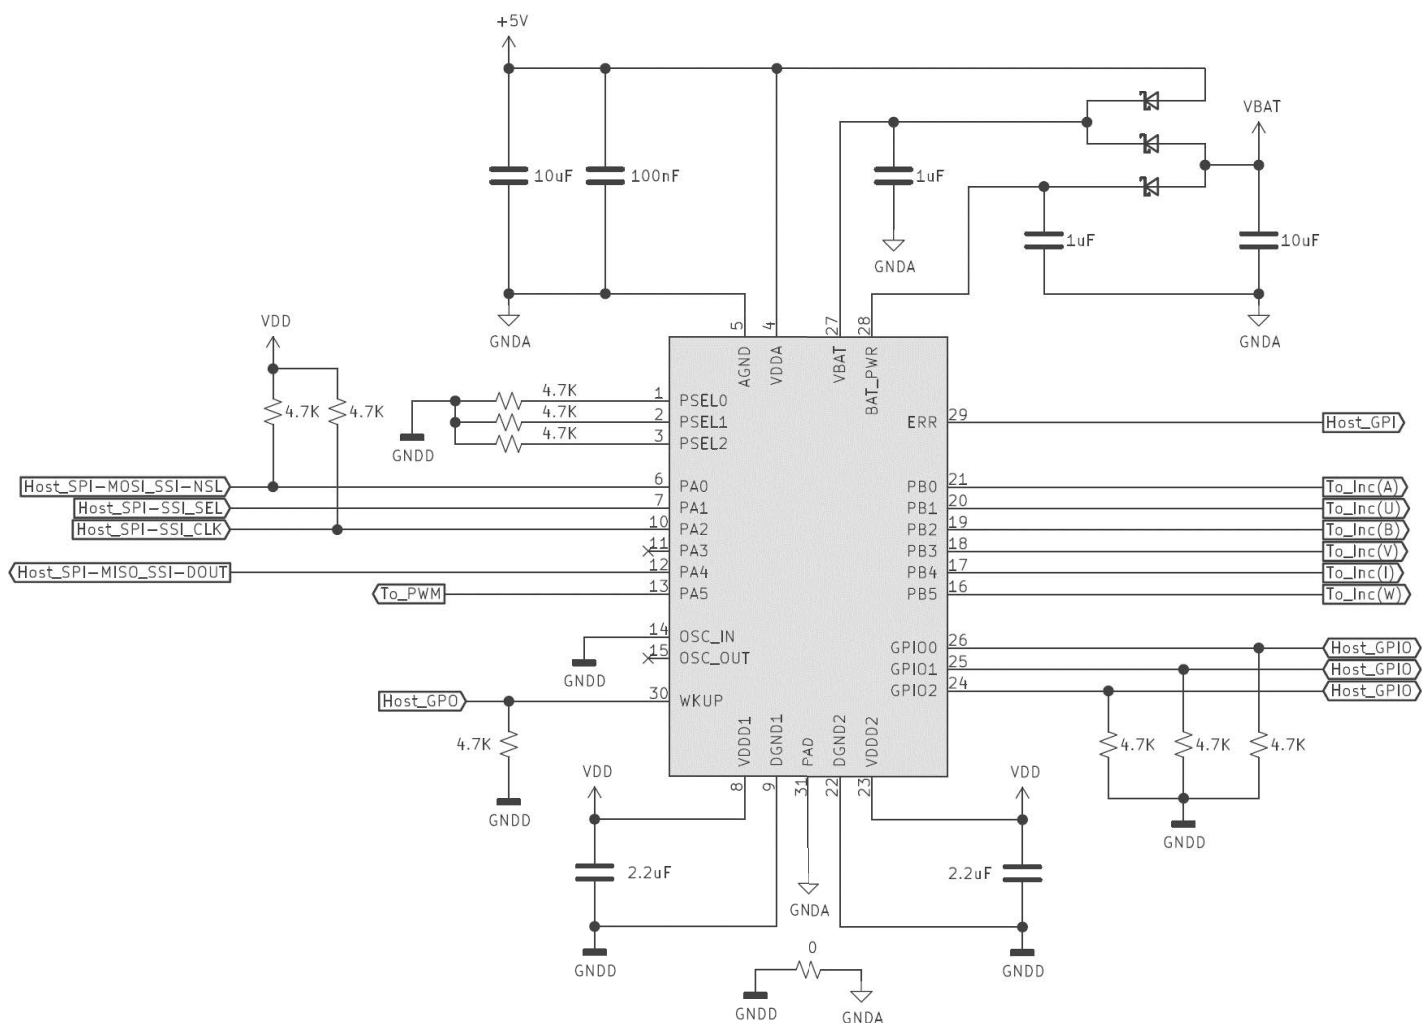 +5V
VBAT
10uF
100nF
1uF
GNDA
1uF
10uF
VDD
GNDA
GNDA
5
4
27
28
AGND
VDDA
VBAT
BAT_PWR
4.7K
4.7K
4.7K
4.7K
4.7K
GNDD
1 PSEL0
2 PSEL1
3 PSEL2
ERR 29
Host_GPI
Host_SPI-MOSI_SSI-NSL 6 PA0
Host_SPI-SSI_SEL 7 PA1
Host_SPI-SSI_CLK 10 PA2
11 PA3
Host_SPI-MISO_SSI-DOUT 12 PA4
To_PWM 13 PA5
PB0 21 To_Inc(A)
PB1 20 To_Inc(U)
PB2 19 To_Inc(B)
PB3 18 To_Inc(V)
PB4 17 To_Inc(I)
PB5 16 To_Inc(W)
14 OSC_IN
15 OSC_OUT
GNDD
GPIO0 26 Host_GPIO
GPIO1 25 Host_GPIO
GPIO2 24 Host_GPIO
Host_GPO 30 WKUP
4.7K
GNDD
4.7K
4.7K
4.7K
GNDD
VDDD1
DGND1
PAD
DGND2
VDDD2
8
9
31
22
23
VDD
VDD
2.2uF
2.2uF
GNDA
GNDD
GNDD
0
GNDD
GNDA